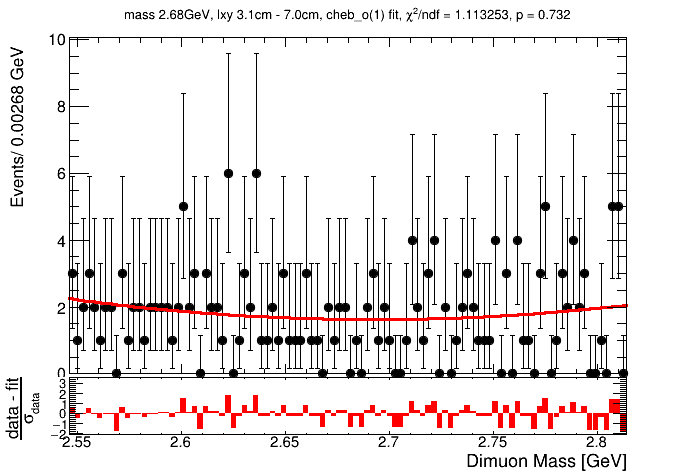 mass 2.68GeV, lxy 3.1cm - 7.0cm, cheb_o(1) fit, χ²/ndf = 1.113253, p = 0.732
Events/ 0.00268 GeV
10
8
6
4
2
0
data - fit
σdata
3
2
1
0
−1
−2
2.55 2.6 2.65 2.7 2.75 2.8
Dimuon Mass [GeV]